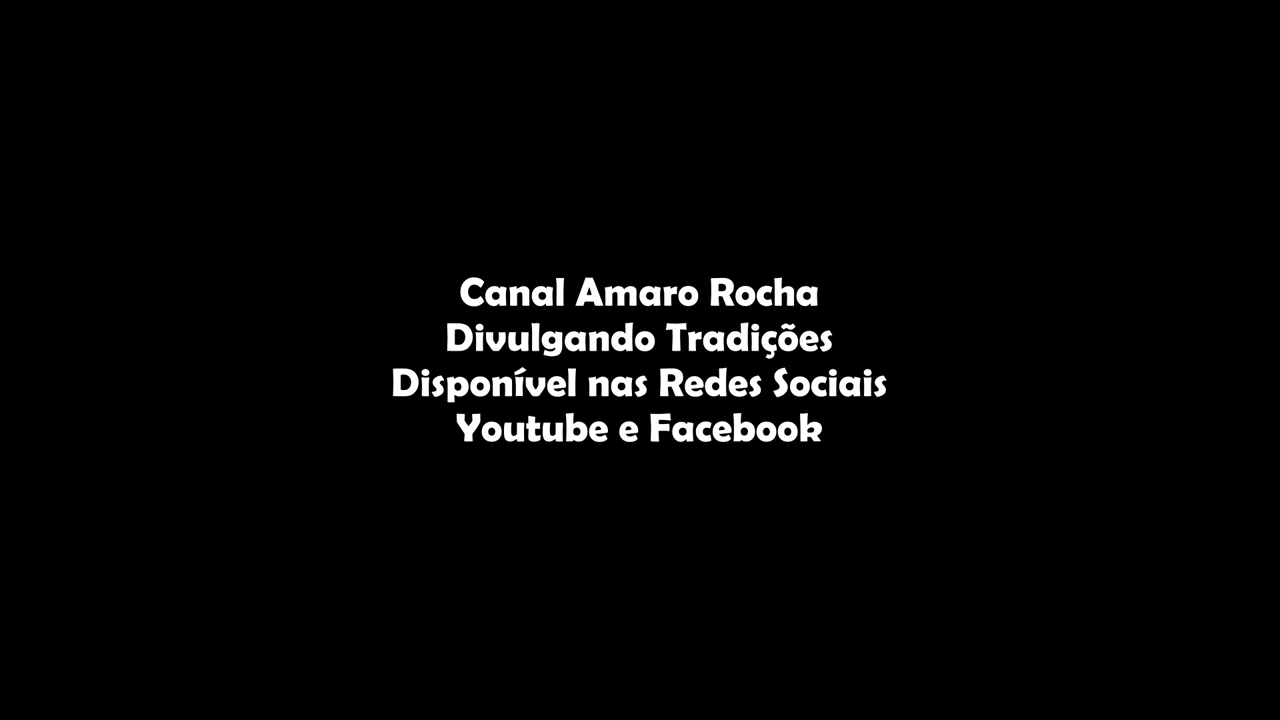 Canal Amaro Rocha
Divulgando Tradições
Disponível nas Redes Sociais
Youtube e Facebook